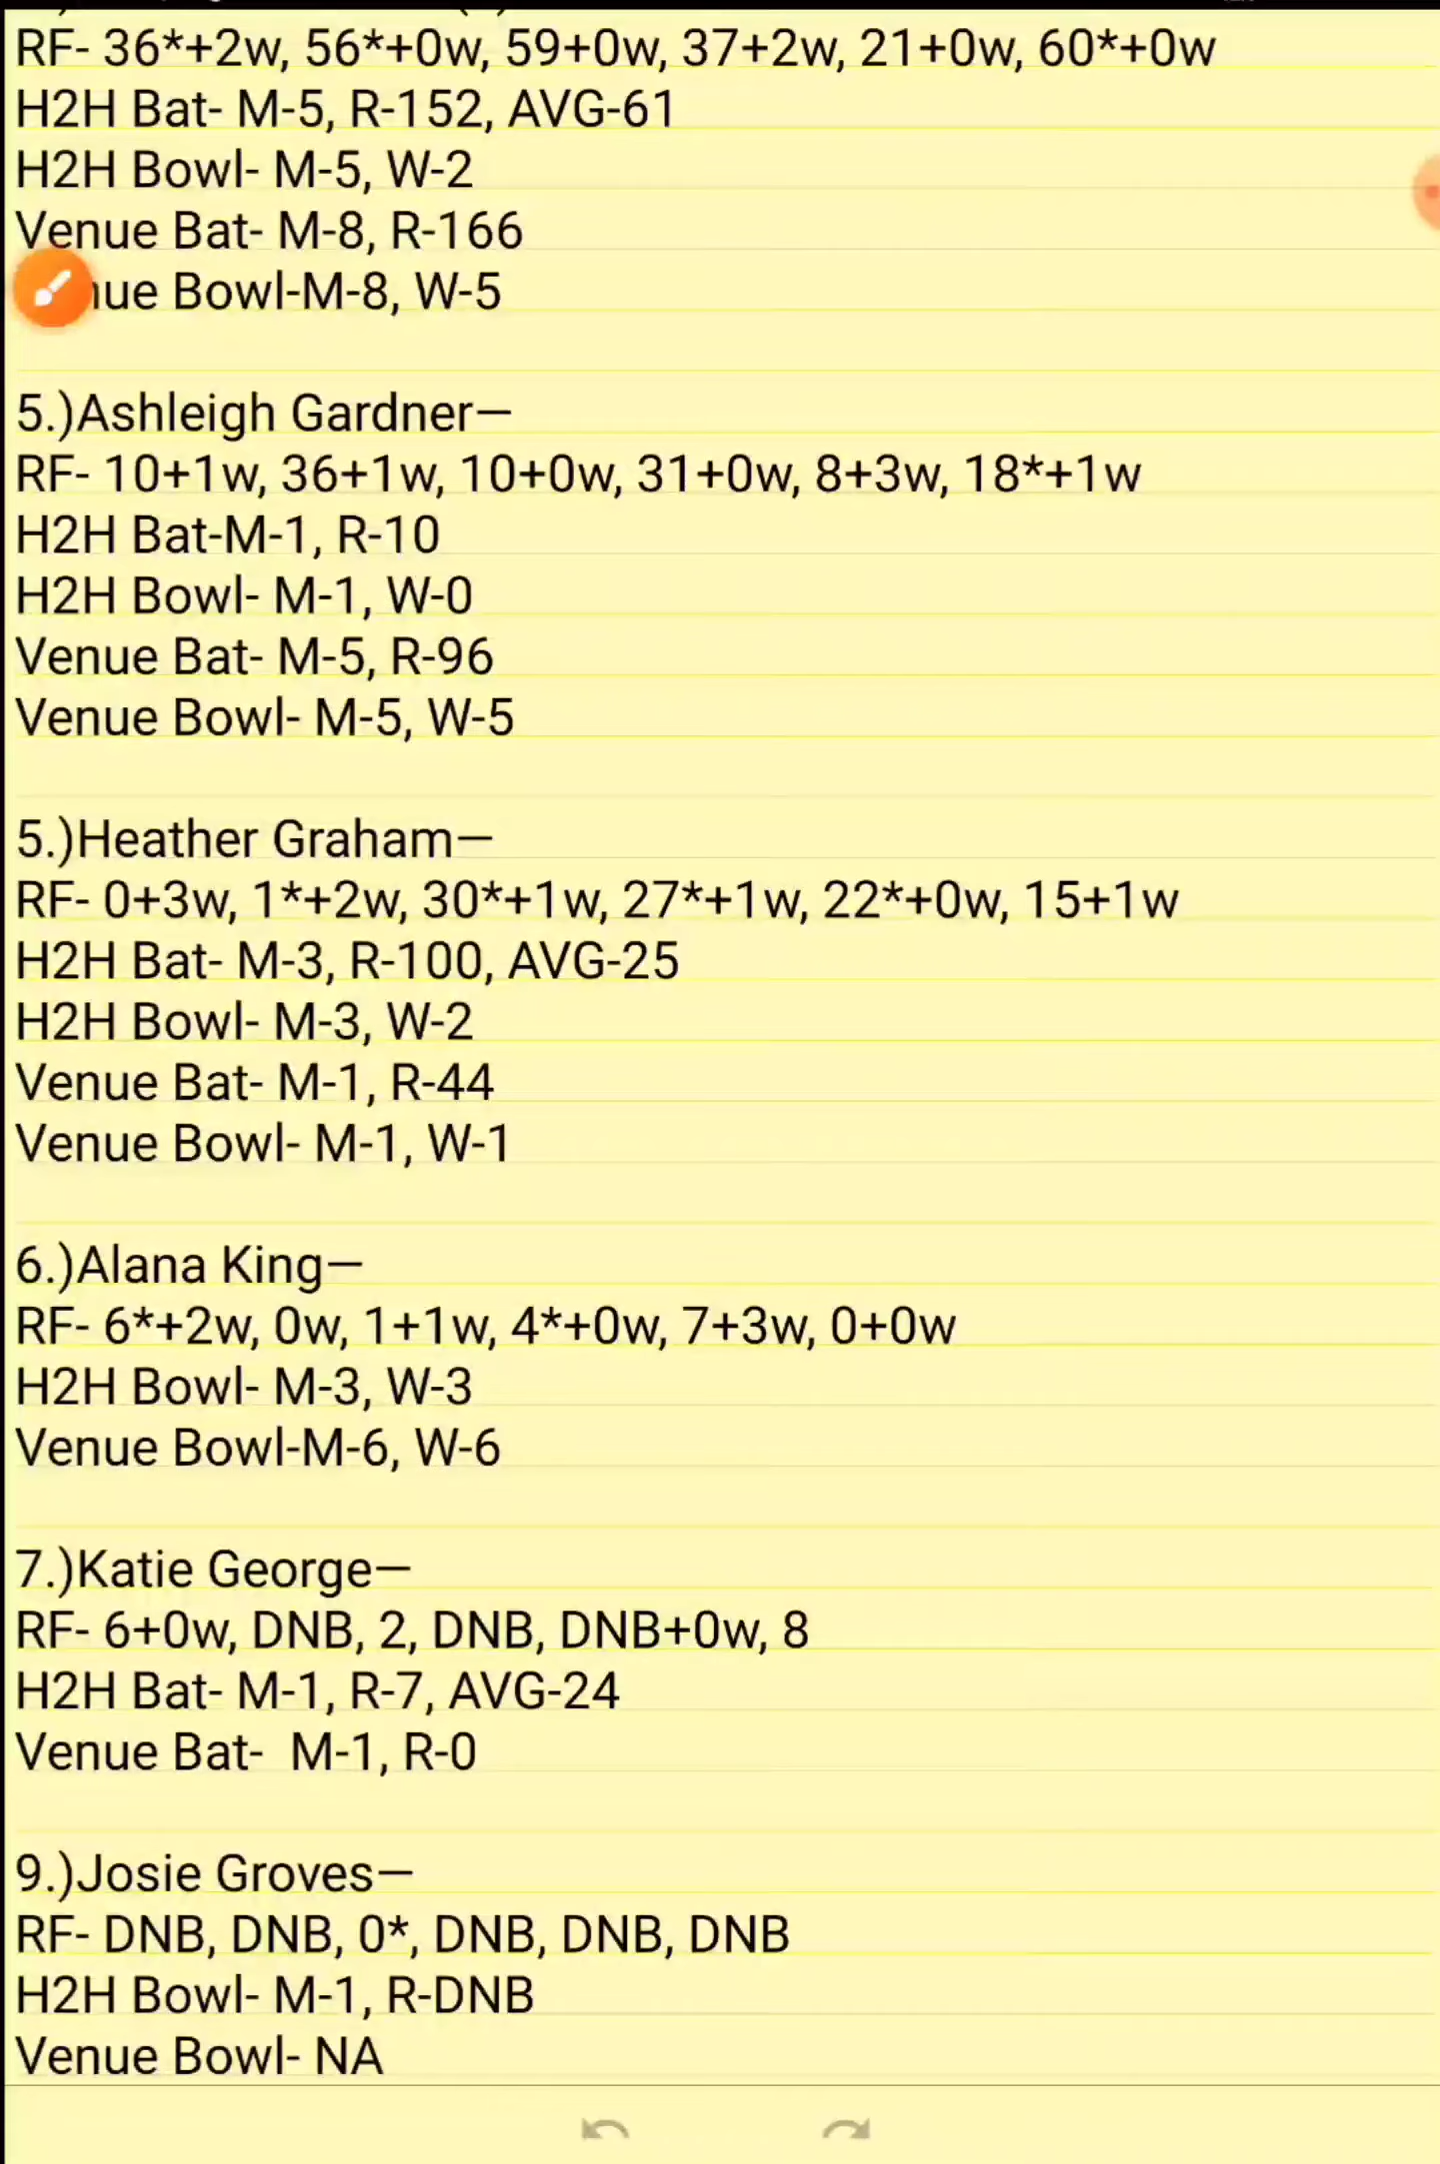 RF- 36*+2w, 56*+0w, 59+0w, 37+2w, 21+0w, 60*+0w
H2H Bat- M-5, R-152, AVG-61
H2H Bowl- M-5, W-2
Venue Bat- M-8, R-166
nue Bowl-M-8, W-5
5.)Ashleigh Gardner—
RF- 10+1w, 36+1w, 10+0w, 31+0w, 8+3w, 18*+1w
H2H Bat-M-1, R-10
H2H Bowl- M-1, W-0
Venue Bat- M-5, R-96
Venue Bowl- M-5, W-5
5.)Heather Graham—
RF- 0+3w, 1*+2w, 30*+1w, 27*+1w, 22*+0w, 15+1w
H2H Bat- M-3, R-100, AVG-25
H2H Bowl- M-3, W-2
Venue Bat- M-1, R-44
Venue Bowl- M-1, W-1
6.)Alana King—
RF- 6*+2w, 0w, 1+1w, 4*+0w, 7+3w, 0+0w
H2H Bowl- M-3, W-3
Venue Bowl-M-6, W-6
7.)Katie George—
RF- 6+0w, DNB, 2, DNB, DNB+0w, 8
H2H Bat- M-1, R-7, AVG-24
Venue Bat-  M-1, R-0
9.)Josie Groves—
RF- DNB, DNB, 0*, DNB, DNB, DNB
H2H Bowl- M-1, R-DNB
Venue Bowl- NA